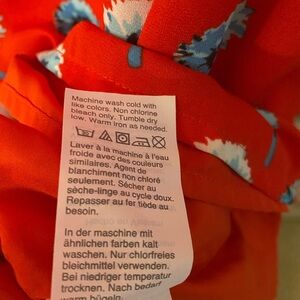 Machine wash cold with
like colors. Non chlorine
bleach only. Tumble dry
low. Warm iron as needed.
Laver à la machine à l'eau
froide avec des couleurs
similaires. Agent de
blanchiment non chloré
seulement. Sécher au
sèche-linge au cycle doux.
Repasser au fer tiède au
besoin.
In der maschine mit
ähnlichen farben kalt
waschen. Nur chlorfreies
bleichmittel verwenden.
Bei niedriger temperatur
trocknen. Nach bedarf
warm bügeln.